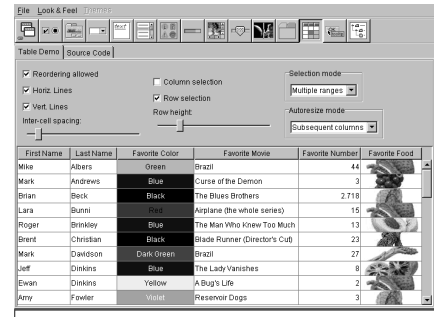 File Look & Feel Themes
Table Demo Source Code
Reordering allowed
Horiz. Lines
Vert. Lines
Inter-cell spacing:
Column selection
Row selection
Row height:
Selection mode
Multiple ranges
Autoresize mode
Subsequent columns
First Name Last Name Favorite Color Favorite Movie Favorite Number Favorite Food
Mike Albers Green Brazil 44
Mark Andrews Blue Curse of the Demon 3
Brian Beck Black The Blues Brothers 2.718
Lara Bunni Red Airplane (the whole series) 15
Roger Brinkley Blue The Man Who Knew Too Much 13
Brent Christian Black Blade Runner (Director's Cut) 23
Mark Davidson Dark Green Brazil 27
Jeff Dinkins Blue The Lady Vanishes 8
Ewan Dinkins Yellow A Bug's Life 2
Amy Fowler Violet Reservoir Dogs 3